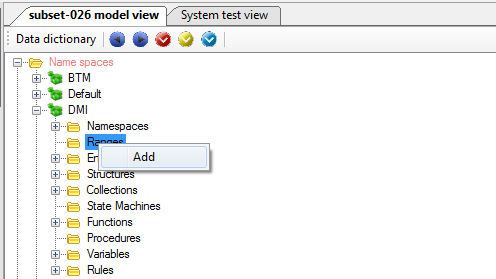 subset-026 model view System test view
Data dictionary
Name spaces
BTM
Default
DMI
Namespaces
Ranges
Add
Structures
Collections
State Machines
Functions
Procedures
Variables
Rules